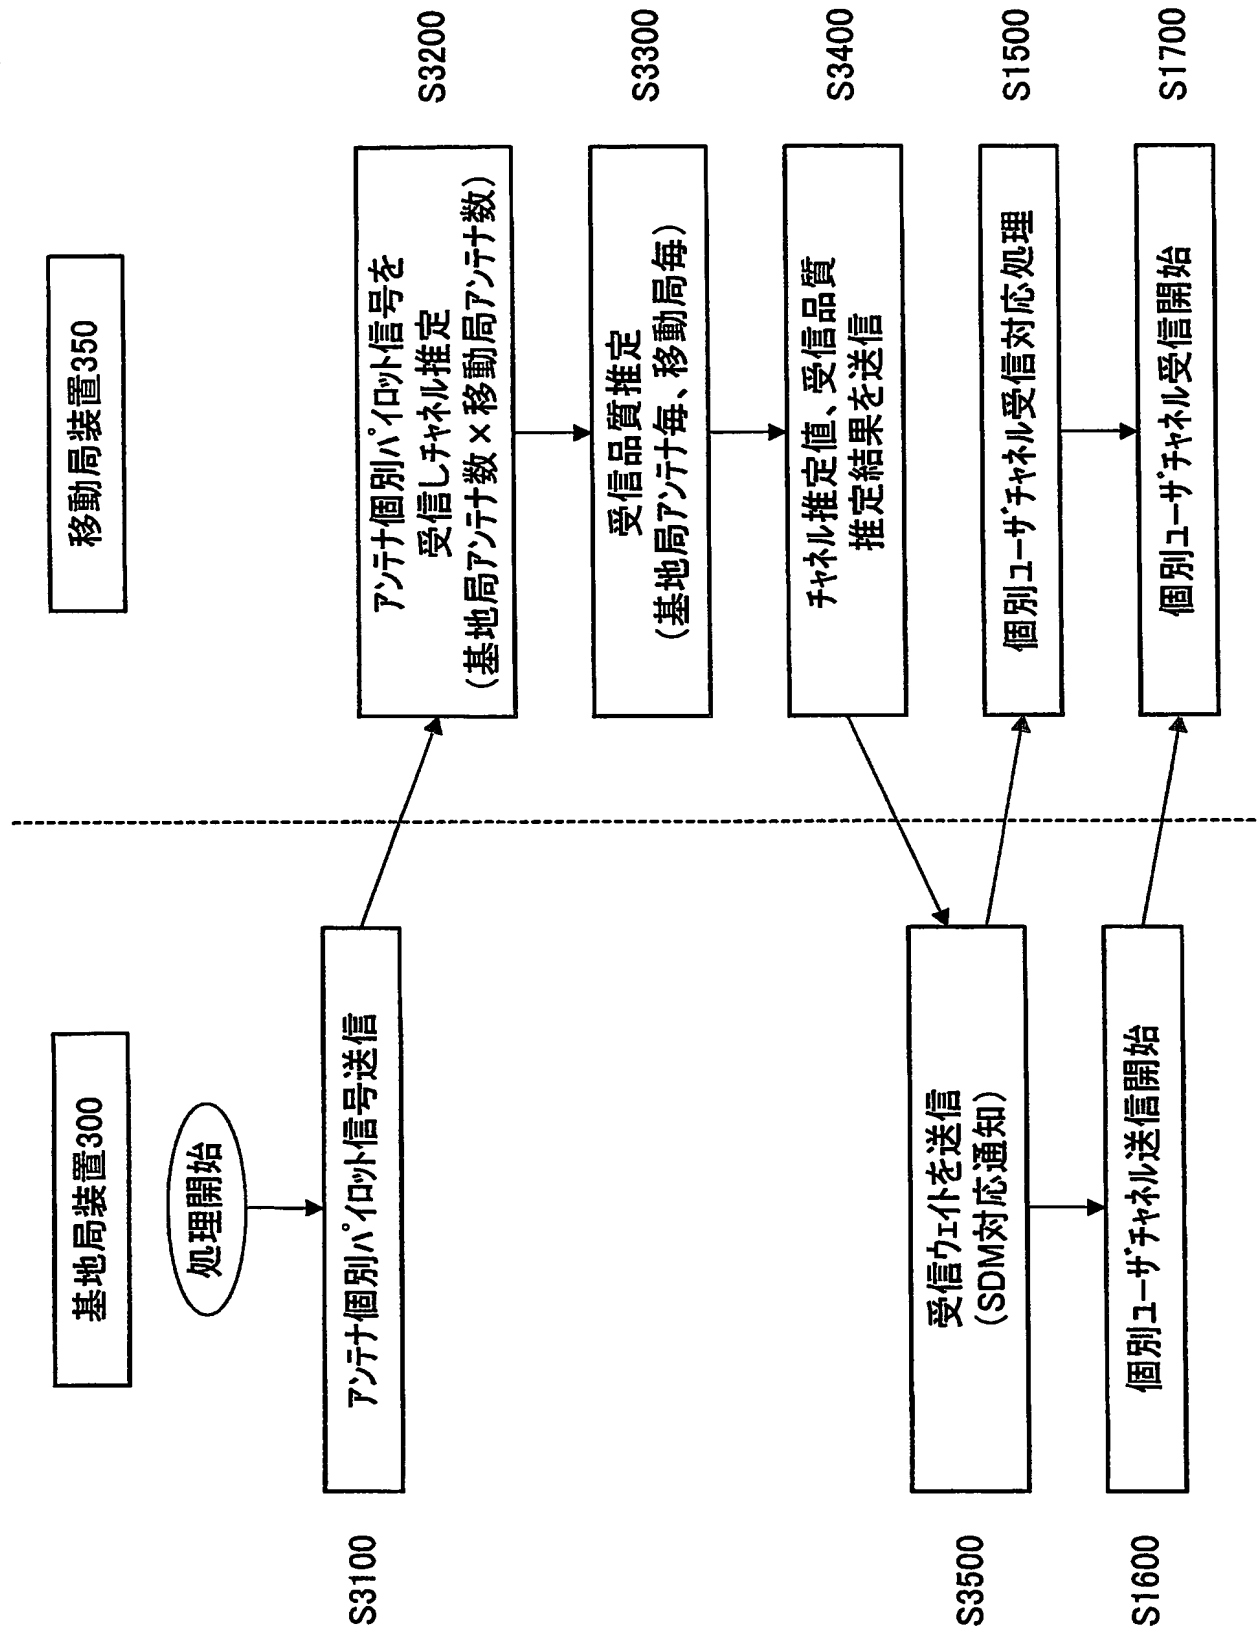 基地局装置300
移動局装置350
処理開始
S3100
アンテナ個別パイロット信号送信
アンテナ個別パイロット信号を
受信しチャネル推定
(基地局アンテナ数×移動局アンテナ数)
S3200
受信品質推定
(基地局アンテナ毎、移動局毎)
S3300
チャネル推定値、受信品質
推定結果を送信
S3400
S3500
受信ウェイトを送信
(SDM対応通知)
個別ユーザチャネル受信対応処理
S1500
S1600
個別ユーザチャネル送信開始
個別ユーザチャネル受信開始
S1700